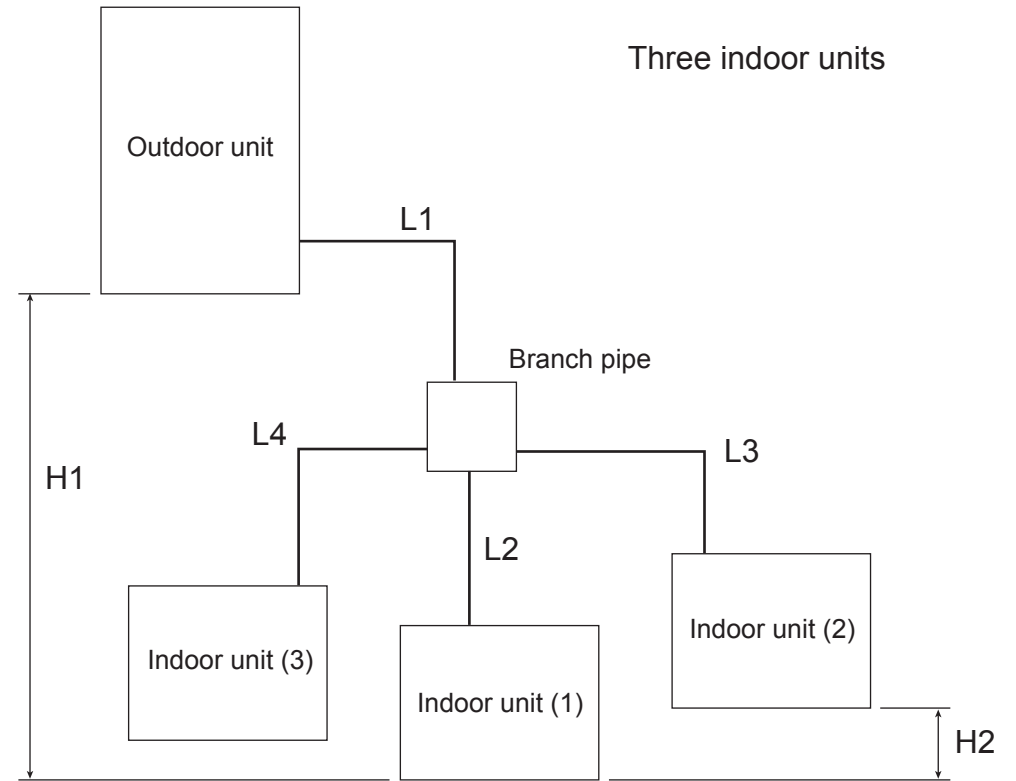 Three indoor units
Outdoor unit
L1
Branch pipe
L4
L3
H1
L2
Indoor unit (2)
Indoor unit (3)
Indoor unit (1)
H2